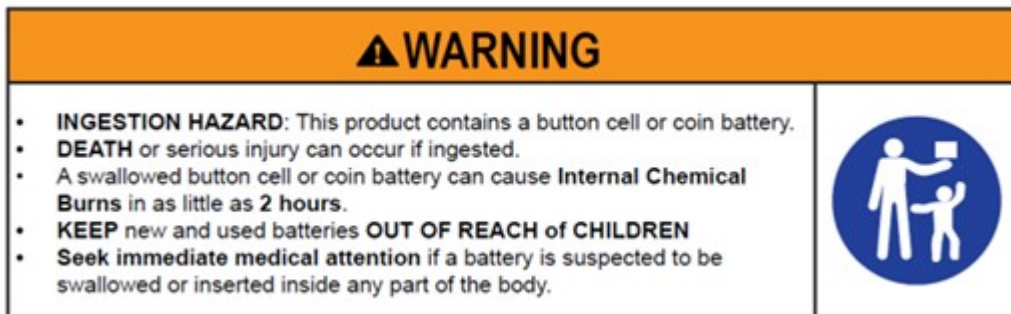 ⚠WARNING
• INGESTION HAZARD: This product contains a button cell or coin battery.
• DEATH or serious injury can occur if ingested.
• A swallowed button cell or coin battery can cause Internal Chemical
Burns in as little as 2 hours.
• KEEP new and used batteries OUT OF REACH of CHILDREN
• Seek immediate medical attention if a battery is suspected to be
swallowed or inserted inside any part of the body.